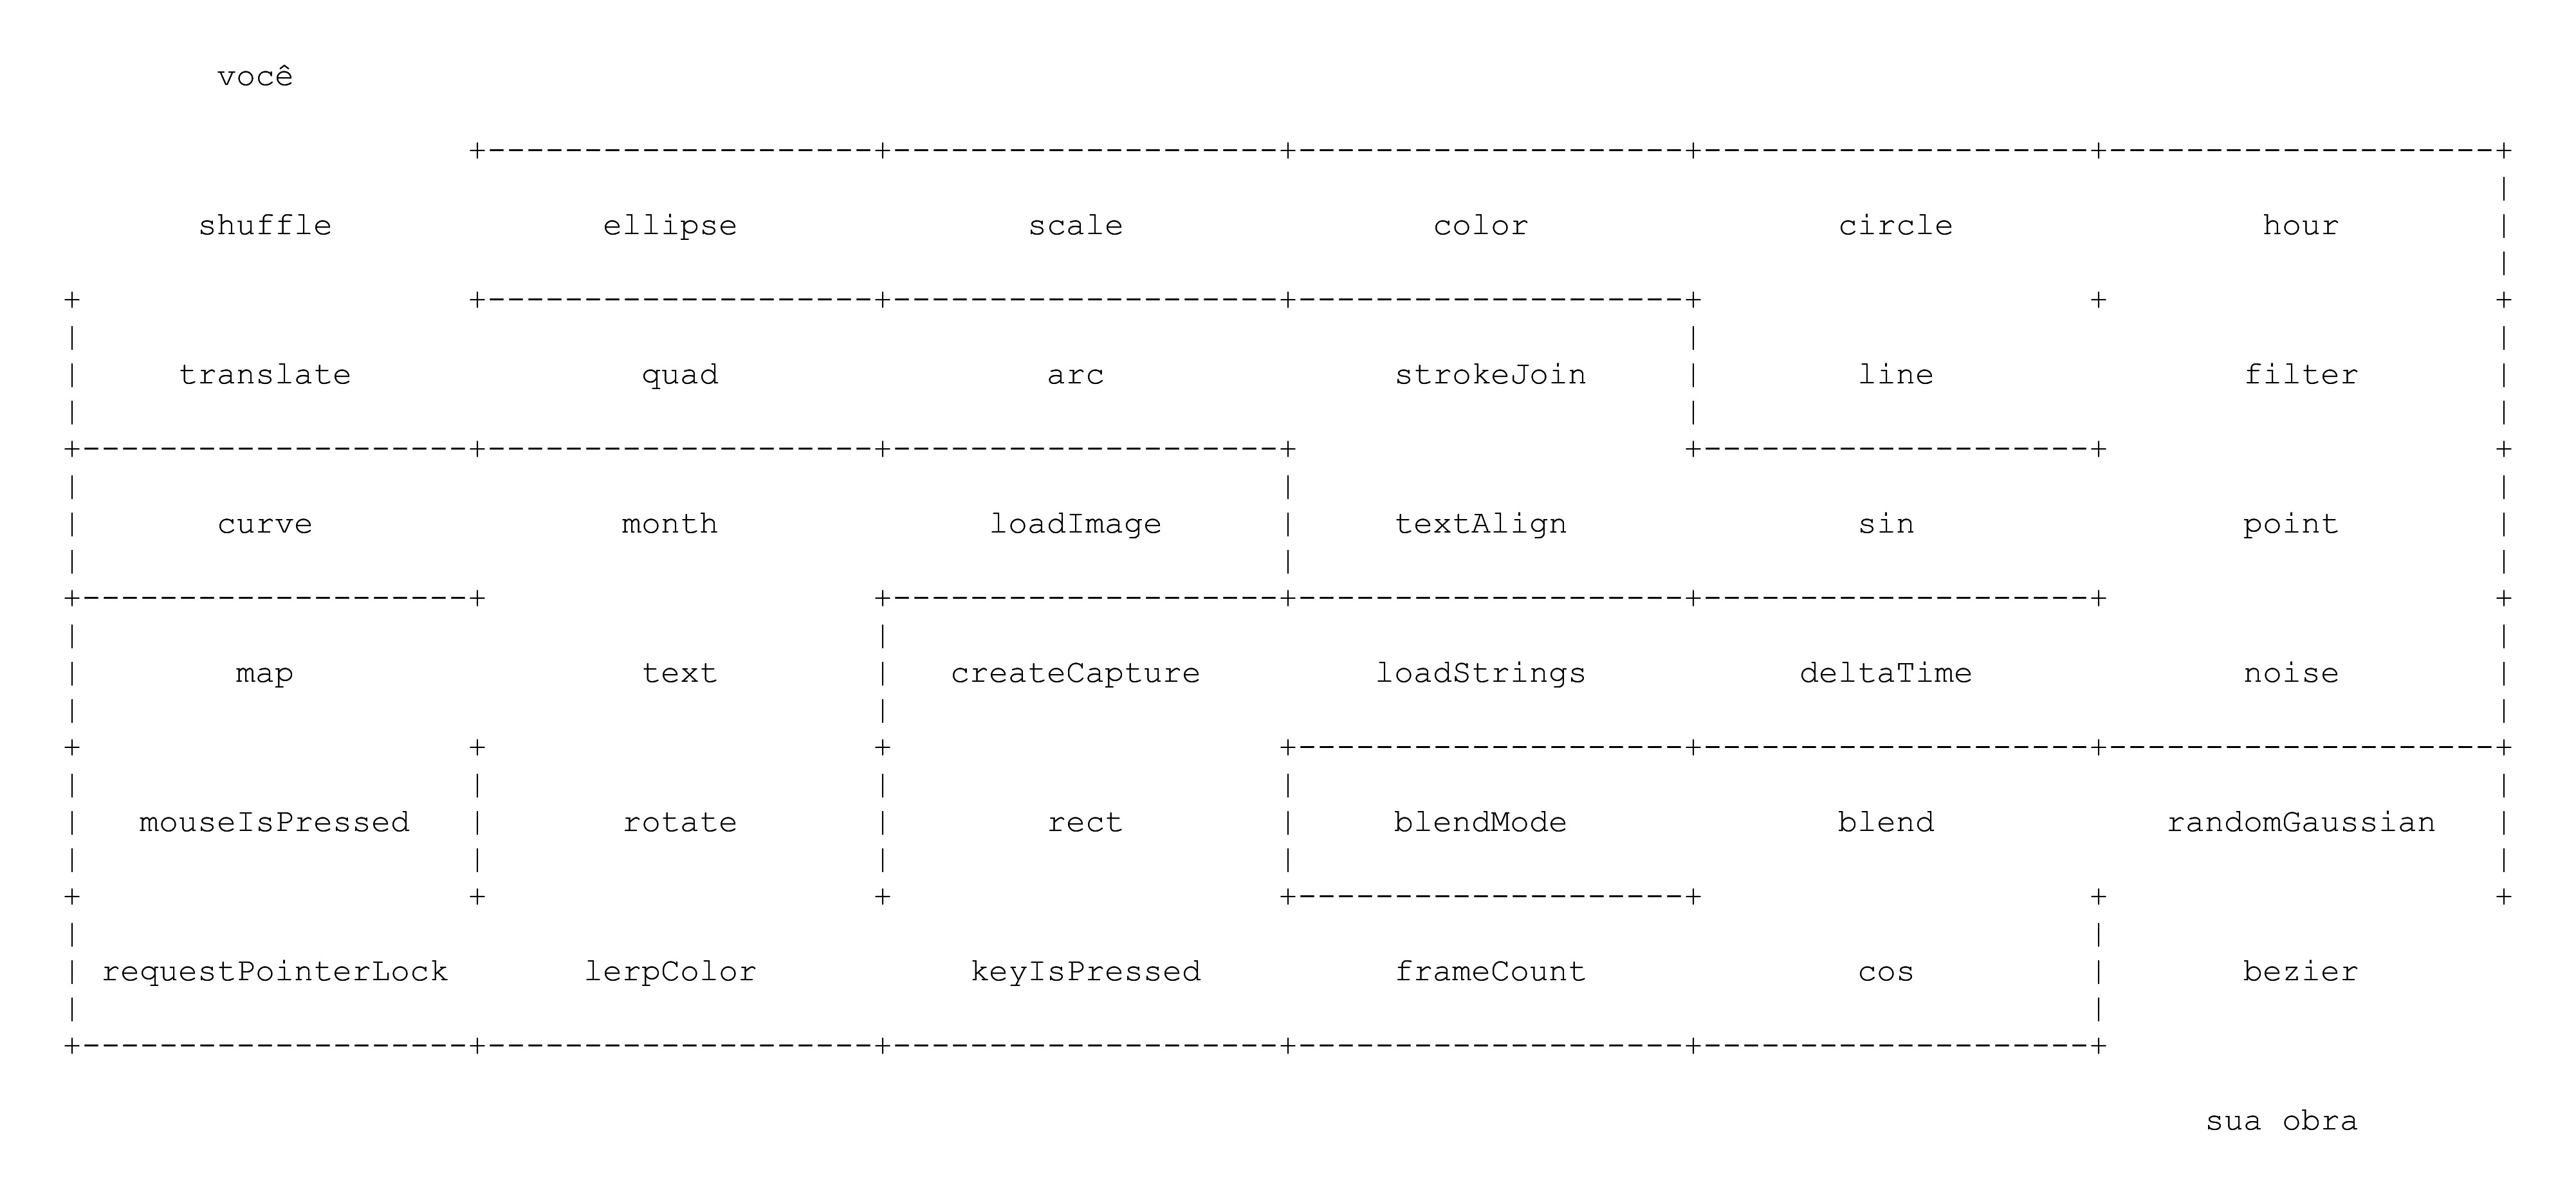 você
shuffle ellipse scale color circle hour
translate quad arc strokeJoin line filter
curve month loadImage textAlign sin point
map text createCapture loadStrings deltaTime noise
mouseIsPressed rotate rect blendMode blend randomGaussian
requestPointerLock lerpColor keyIsPressed frameCount cos bezier
sua obra